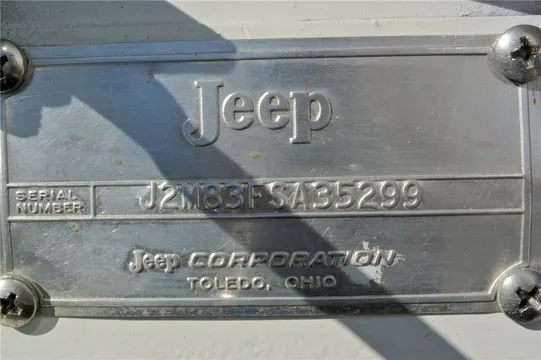 Jeep
SERIAL NUMBER J2M83FSA35299
Jeep CORPORATION
TOLEDO, OHIO